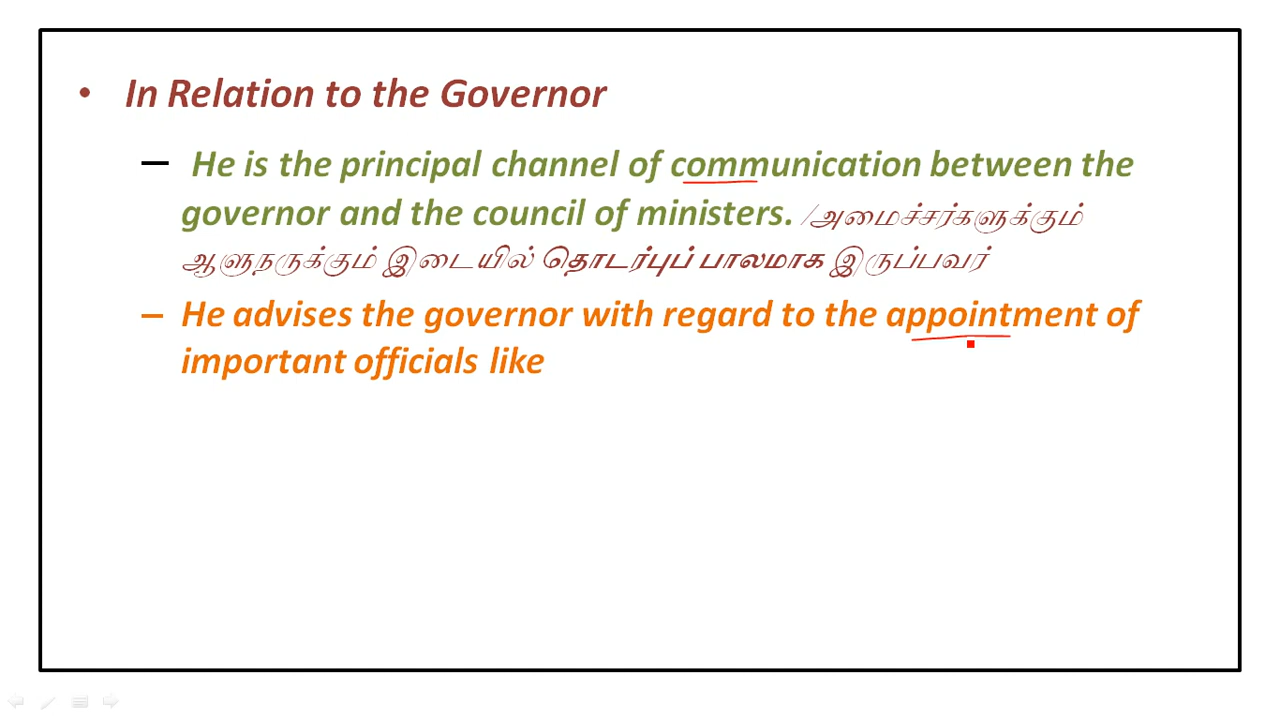 • In Relation to the Governor
– He is the principal channel of communication between the
governor and the council of ministers. /அமைச்சர்களுக்கும்
ஆளுநருக்கும் இடையில் தொடர்புப் பாலமாக இருப்பவர்
– He advises the governor with regard to the appointment of
important officials like